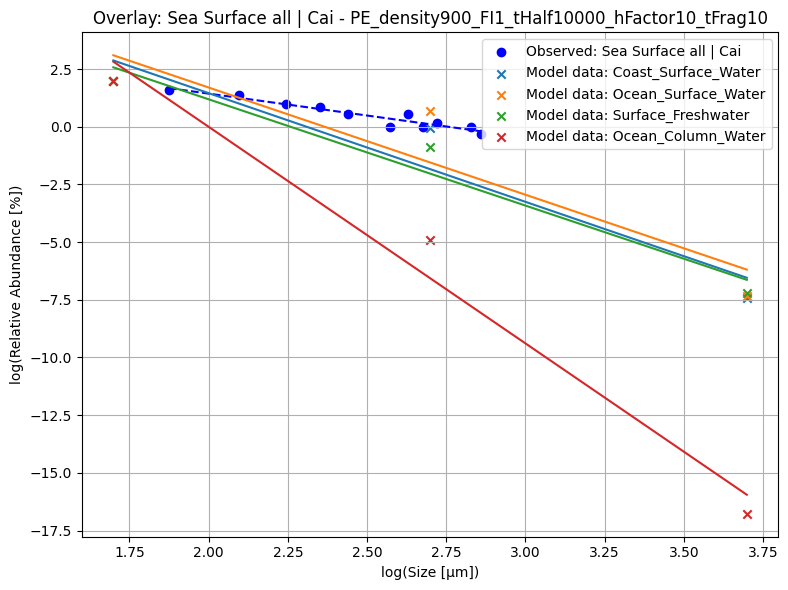 Overlay: Sea Surface all | Cai - PE_density900_FI1_tHalf10000_hFactor10_tFrag10
Observed: Sea Surface all | Cai
Model data: Coast_Surface_Water
Model data: Ocean_Surface_Water
Model data: Surface_Freshwater
Model data: Ocean_Column_Water
log(Relative Abundance [%])
2.5
0.0
−2.5
−5.0
−7.5
−10.0
−12.5
−15.0
−17.5
1.75 2.00 2.25 2.50 2.75 3.00 3.25 3.50 3.75
log(Size [μm])